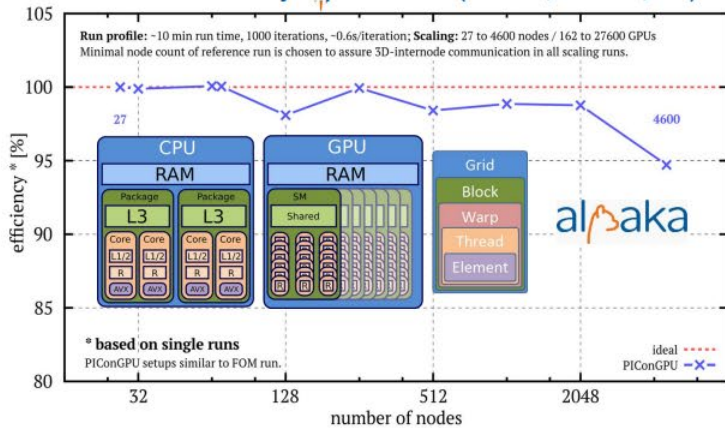 Run profile: ~10 min run time, 1000 iterations, ~0.6s/iteration; Scaling: 27 to 4600 nodes / 162 to 27600 GPUs
Minimal node count of reference run is chosen to assure 3D-internode communication in all scaling runs.
105
100
95
90
85
80
efficiency * [%]
27
4600
CPU
RAM
Package
Package
L3
L3
Core
Core
Core
Core
L1/2
L1/2
L1/2
L1/2
R
R
R
R
AVX
AVX
AVX
AVX
GPU
RAM
SM
Shared
R
R
R
Grid
Block
Warp
Thread
Element
alpaka
* based on single runs
PIConGPU setups similar to FOM run.
ideal
PIConGPU
32
128
512
2048
number of nodes